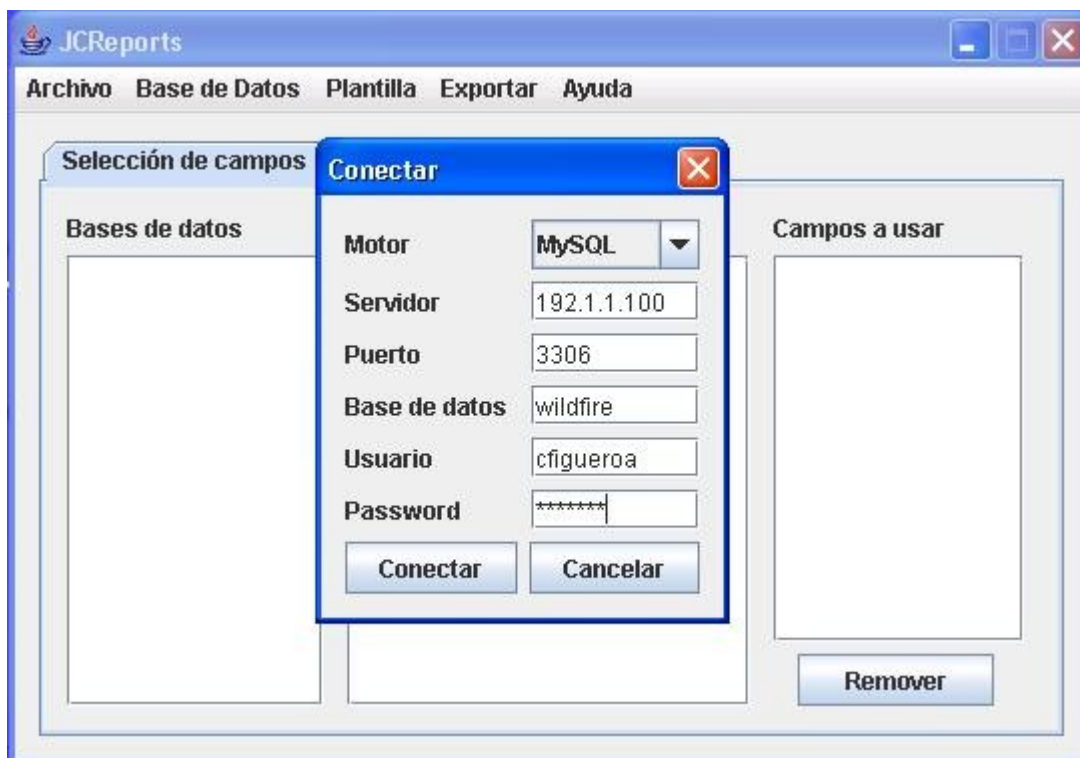 JCReports
Archivo Base de Datos Plantilla Exportar Ayuda
Selección de campos
Bases de datos
Campos a usar
Remover
Conectar
Motor MySQL
Servidor 192.1.1.100
Puerto 3306
Base de datos wildfire
Usuario cfigueroa
Password *******
Conectar Cancelar